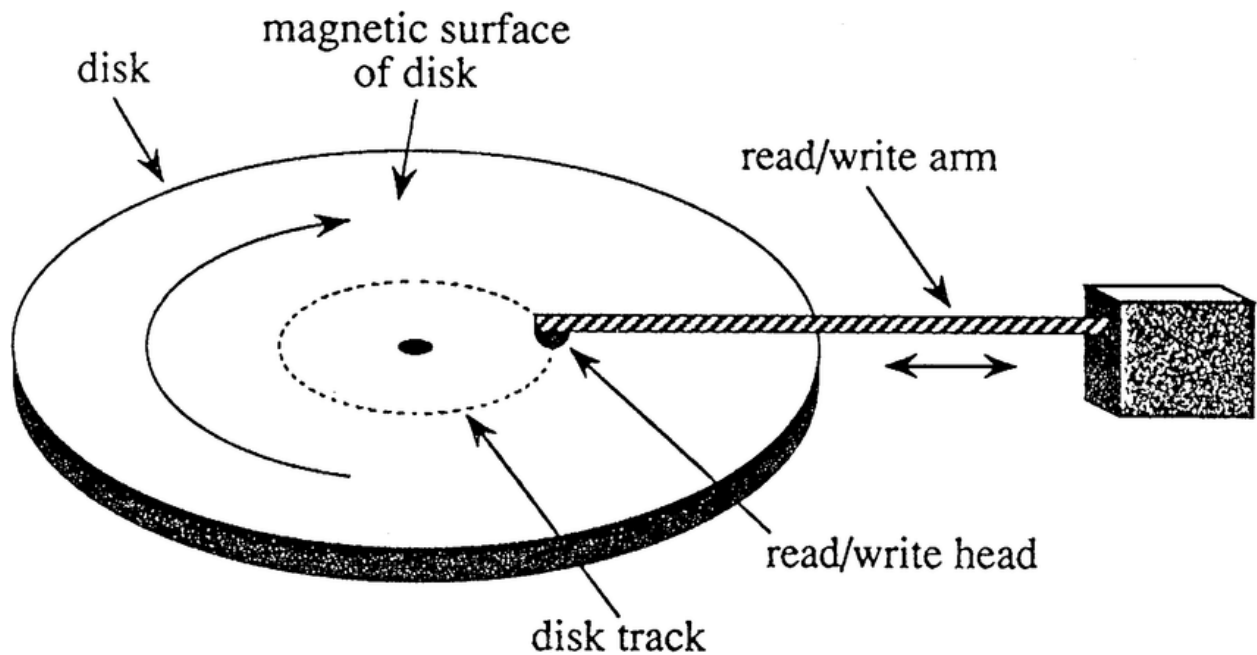 magnetic surface
of disk
disk
read/write arm
read/write head
disk track